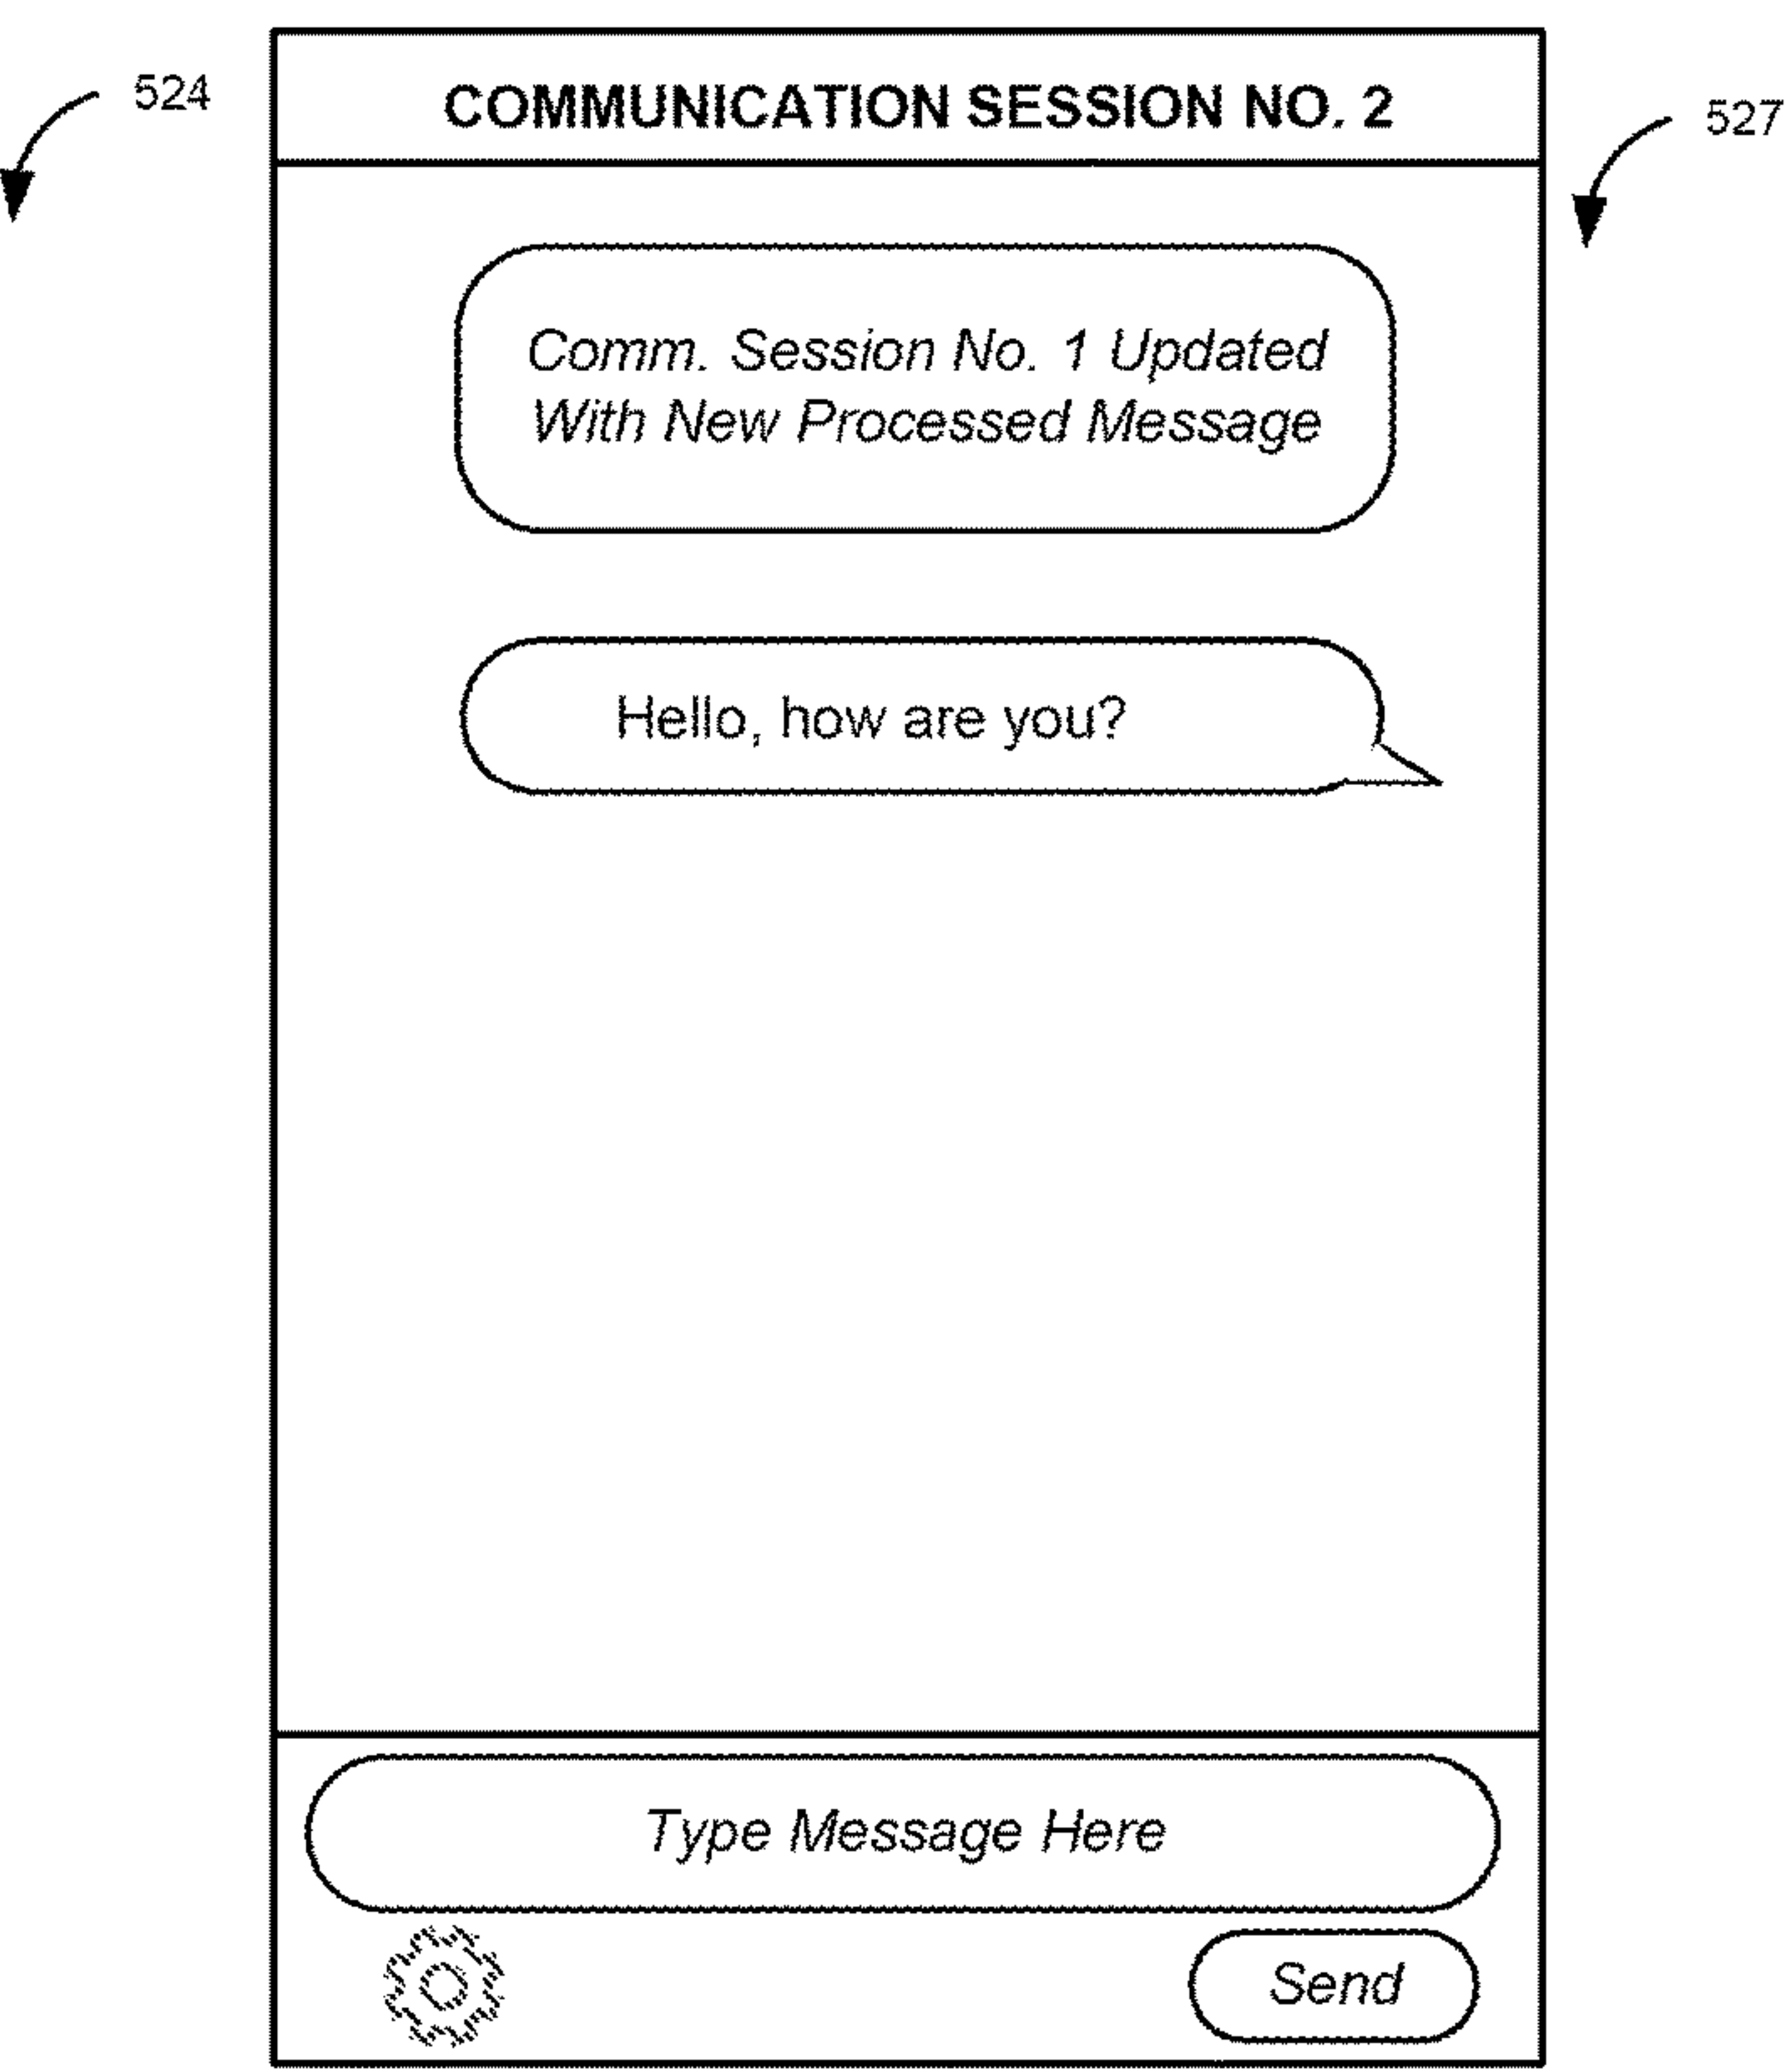 524
COMMUNICATION SESSION NO. 2
527
Comm. Session No. 1 Updated
With New Processed Message
Hello, how are you?
Type Message Here
Send